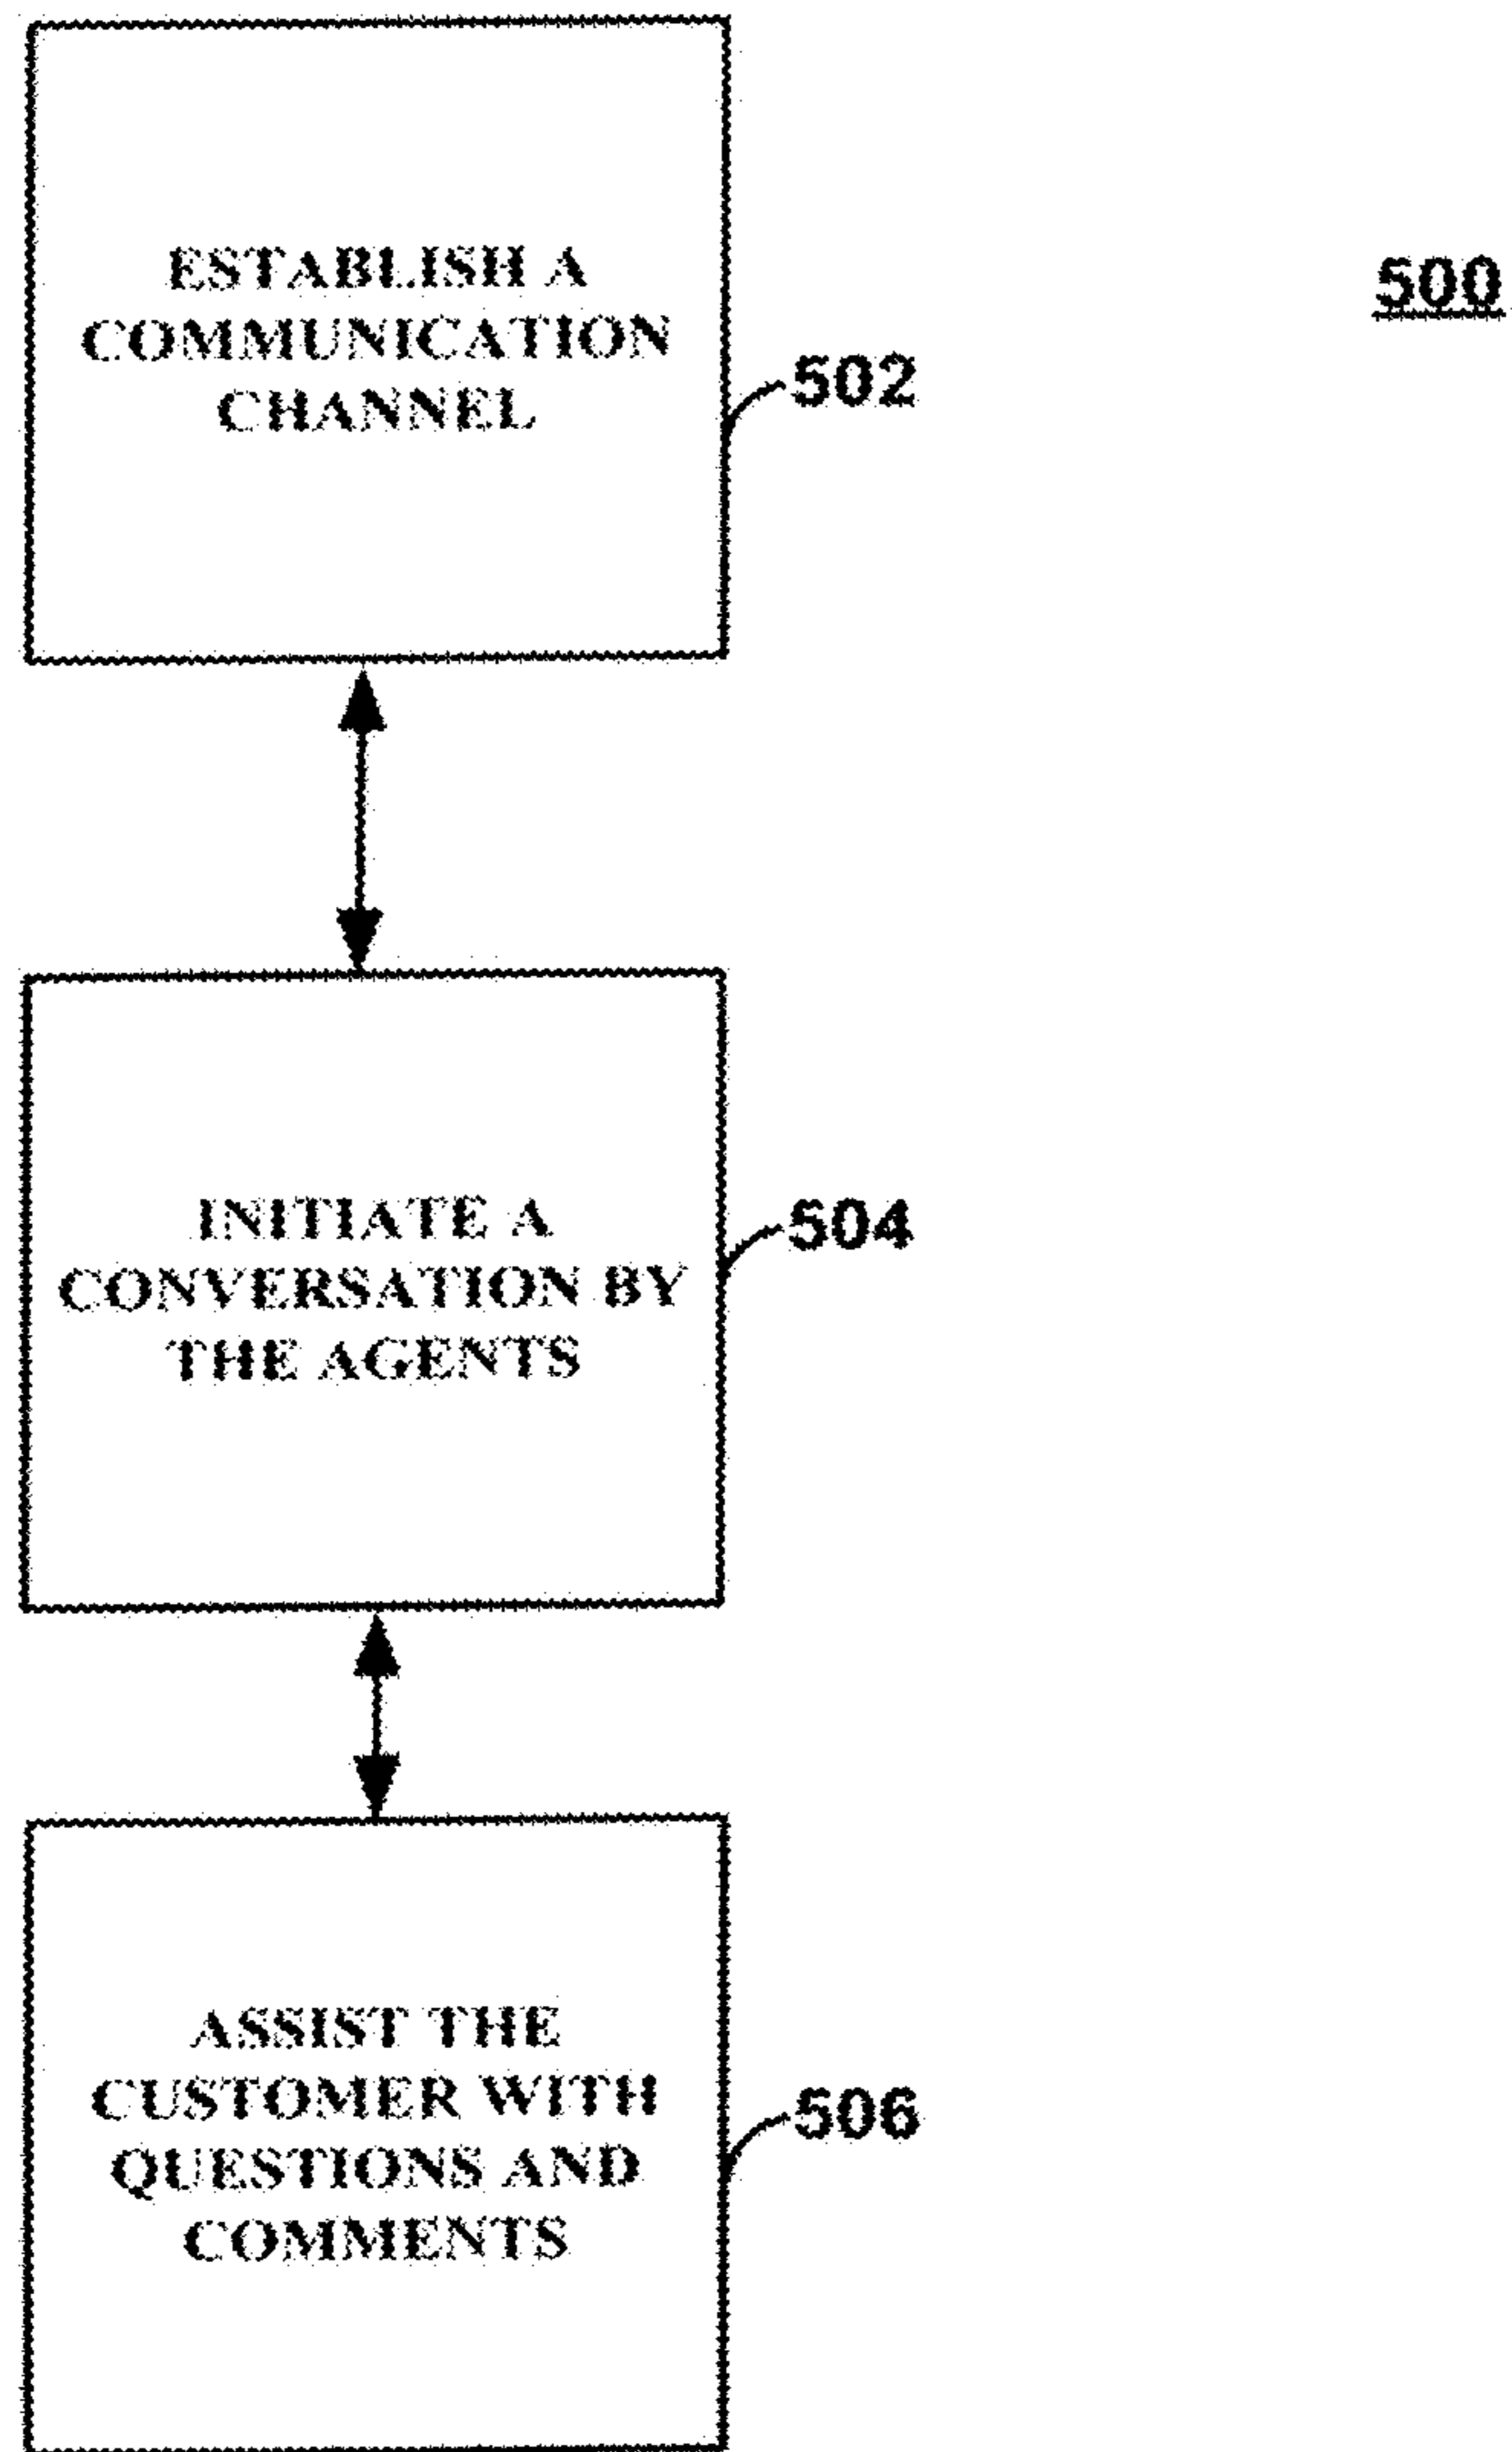 ESTABLISH A
COMMUNICATION
CHANNEL
500
502
INITIATE A
CONVERSATION BY
THE AGENTS
504
ASSIST THE
CUSTOMER WITH
QUESTIONS AND
COMMENTS
506